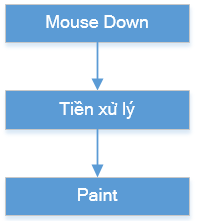 Mouse Down
Tiền xử lý
Paint